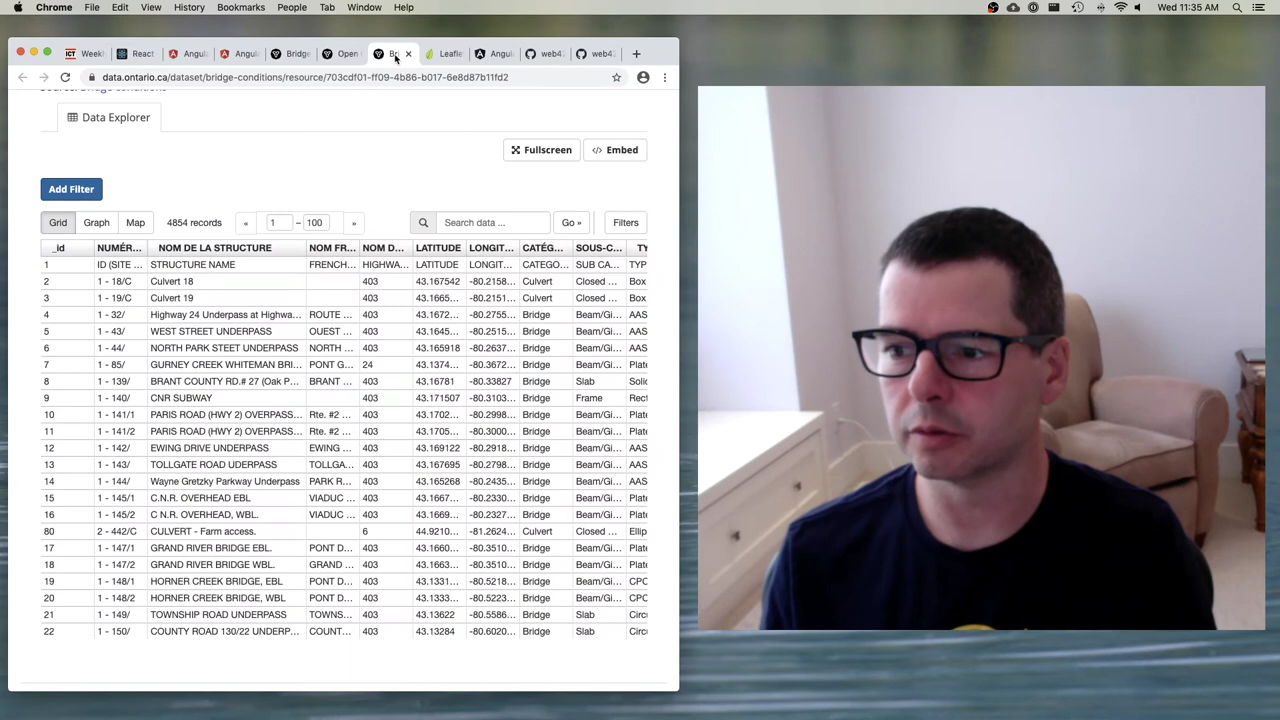 Chrome File Edit View History Bookmarks People Tab Window Help Wed 11:35 AM
ICT Weekl React Angula Angula Bridge Open Bri Leafle Angula web42 web42
data.ontario.ca/dataset/bridge-conditions/resource/703cdf01-ff09-4b86-b017-6e8d87b11fd2
Data Explorer
Fullscreen </> Embed
Add Filter
Grid Graph Map 4854 records « 1 – 100 » Search data ... Go » Filters
_id NUMÉR... NOM DE LA STRUCTURE NOM FR... NOM D... LATITUDE LONGIT... CATÉG... SOUS-C... TY
1 ID (SITE ... STRUCTURE NAME FRENCH... HIGHWA... LATITUDE LONGIT... CATEGO... SUB CA... TYP
2 1 - 18/C Culvert 18 403 43.167542 -80.2158... Culvert Closed ... Box
3 1 - 19/C Culvert 19 403 43.1665... -80.2151... Culvert Closed ... Box
4 1 - 32/ Highway 24 Underpass at Highwa... ROUTE ... 403 43.1672... -80.2755... Bridge Beam/Gi... AAS
5 1 - 43/ WEST STREET UNDERPASS OUEST ... 403 43.1645... -80.2515... Bridge Beam/Gi... AAS
6 1 - 44/ NORTH PARK STEET UNDERPASS NORTH ... 403 43.165918 -80.2637... Bridge Beam/Gi... AAS
7 1 - 85/ GURNEY CREEK WHITEMAN BRI... PONT G... 24 43.1374... -80.3672... Bridge Beam/Gi... Plate
8 1 - 139/ BRANT COUNTY RD.# 27 (Oak P... BRANT ... 403 43.16781 -80.33827 Bridge Slab Solid
9 1 - 140/ CNR SUBWAY 403 43.171507 -80.3103... Bridge Frame Rect
10 1 - 141/1 PARIS ROAD (HWY 2) OVERPASS... Rte. #2 ... 403 43.1702... -80.2998... Bridge Beam/Gi... Plate
11 1 - 141/2 PARIS ROAD (HWY 2) OVERPASS... Rte. #2 ... 403 43.1705... -80.3000... Bridge Beam/Gi... Plate
12 1 - 142/ EWING DRIVE UNDERPASS EWING ... 403 43.169122 -80.2918... Bridge Beam/Gi... AAS
13 1 - 143/ TOLLGATE ROAD UDERPASS TOLLGA... 403 43.167695 -80.2798... Bridge Beam/Gi... AAS
14 1 - 144/ Wayne Gretzky Parkway Underpass PARK R... 403 43.165268 -80.2435... Bridge Beam/Gi... AAS
15 1 - 145/1 C.N.R. OVERHEAD EBL VIADUC ... 403 43.1667... -80.2330... Bridge Beam/Gi... Plate
16 1 - 145/2 C N.R. OVERHEAD, WBL. VIADUC ... 403 43.1669... -80.2327... Bridge Beam/Gi... Plate
80 2 - 442/C CULVERT - Farm access. 6 44.9210... -81.2624... Culvert Closed ... Ellip
17 1 - 147/1 GRAND RIVER BRIDGE EBL. PONT D... 403 43.1660... -80.3510... Bridge Beam/Gi... Plate
18 1 - 147/2 GRAND RIVER BRIDGE WBL. GRAND ... 403 43.1663... -80.3510... Bridge Beam/Gi... Plate
19 1 - 148/1 HORNER CREEK BRIDGE, EBL PONT D... 403 43.1331... -80.5218... Bridge Beam/Gi... CPC
20 1 - 148/2 HORNER CREEK BRIDGE, WBL PONT D... 403 43.1333... -80.5223... Bridge Beam/Gi... CPC
21 1 - 149/ TOWNSHIP ROAD UNDERPASS TOWNS... 403 43.13622 -80.5586... Bridge Slab Circu
22 1 - 150/ COUNTY ROAD 130/22 UNDERP... COUNT... 403 43.13284 -80.6020... Bridge Slab Circu